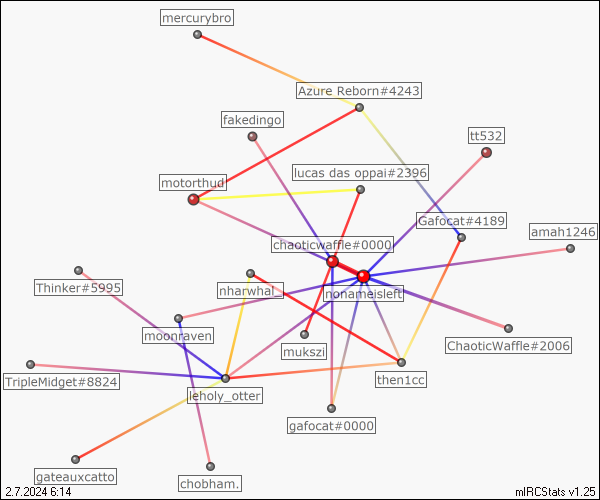 mercurybro
Azure Reborn#4243
fakedingo
tt532
lucas das oppai#2396
motorthud
Gafocat#4189
amah1246
chaoticwaffle#0000
Thinker#5995
nharwhal_
nonameisleft
moonraven
mukszi
ChaoticWaffle#2006
TripleMidget#8824
then1cc
leholy_otter
gafocat#0000
gateauxcatto
chobham.
2.7.2024 6:14
mIRCStats v1.25